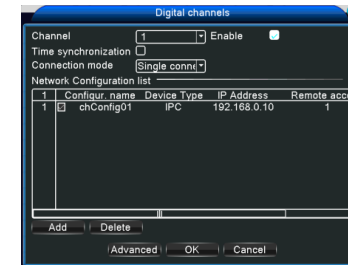 Digital channels
Channel 1 Enable
Time synchronization
Connection mode Single conne
Network Configuration list
1 Configur. name Device Type IP Address Remote acc
1 chConfig01 IPC 192.168.0.10 1
Add Delete
Advanced OK Cancel